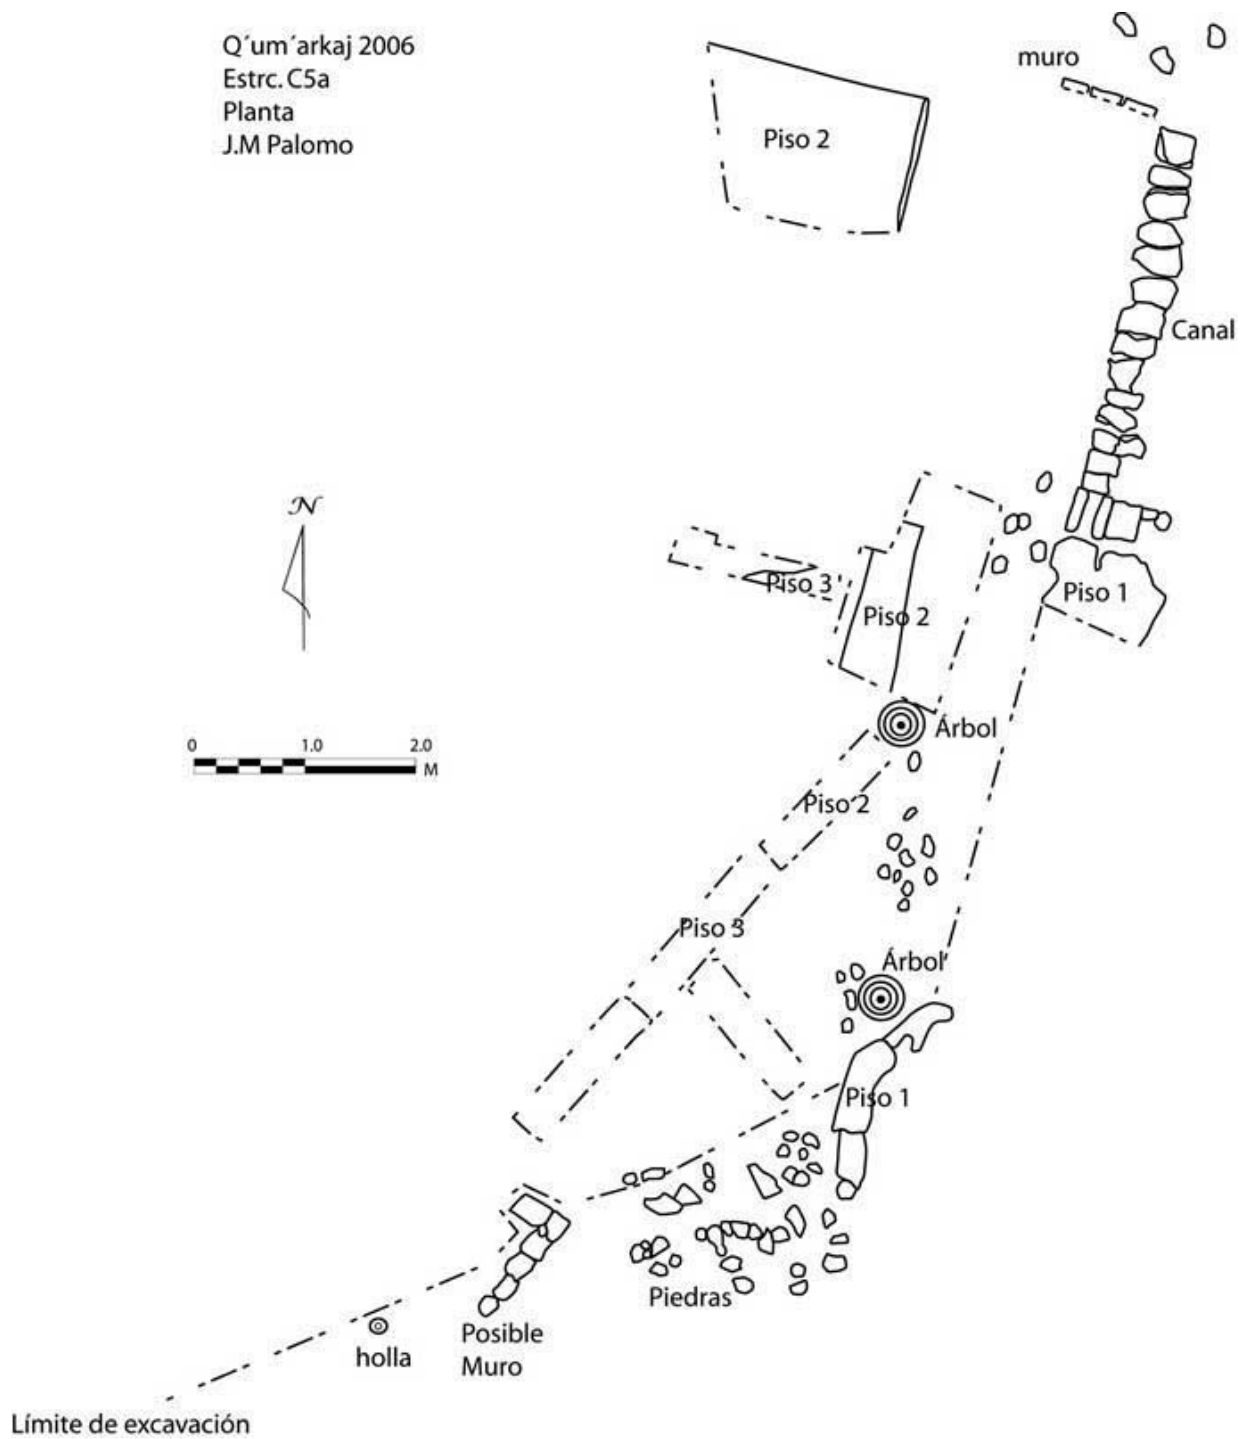 Q´um´arkaj 2006
Estrc. C5a
Planta
J.M Palomo
muro
Piso 2
Canal
N
Piso 3
Piso 2
Piso 1
Árbol
0 1.0 2.0
M
Piso 2
Piso 3
Árbol
Piso 1
Piedras
Posible
Muro
holla
Límite de excavación